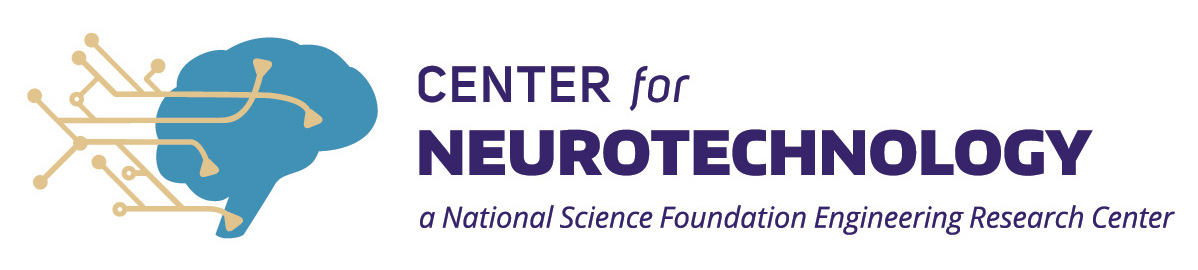 CENTER for
NEUROTECHNOLOGY
a National Science Foundation Engineering Research Center